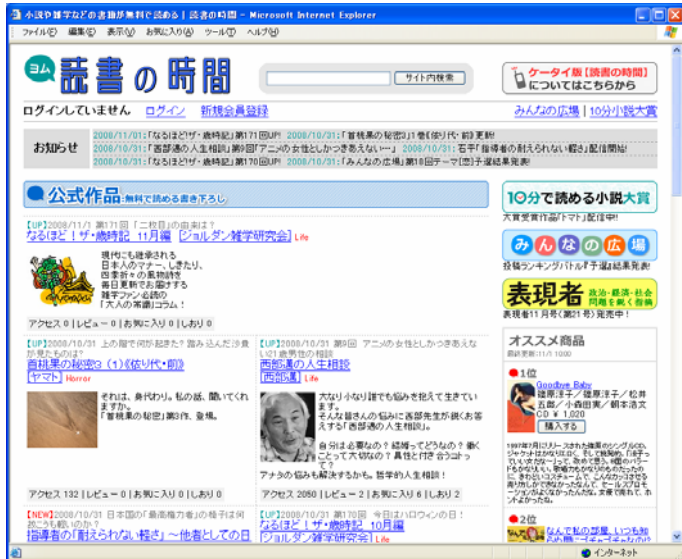 小説や雑学などの書籍が無料で読める | 読書の時間 - Microsoft Internet Explorer
ファイル(F) 編集(E) 表示(V) お気に入り(A) ツール(T) ヘルプ(H)
ヨム 読書の時間
サイト内検索
ケータイ版【読書の時間】
についてはこちらから
ログインしていません ログイン 新規会員登録
みんなの広場 | 10分小説大賞
お知らせ
2008/11/01:「なるほど!ザ・歳時記」第171回UP! 2008/10/31:「首桃果の秘密3」1巻《依り代・前》更新!
2008/10/31:「西部邁の人生相談」第9回「アニメの女性としかつきあえない…」 2008/10/31:石平「指導者の耐えられない軽さ」配信開始!
2008/10/31:「なるほど!ザ・歳時記」第170回UP! 2008/10/31:「みんなの広場」第18回テーマ[恋]予選結果発表!
公式作品:無料で読める書き下ろし
【UP】2008/11/1 第171回 「二枚目」の由来は?
なるほど!ザ・歳時記 11月編 [ジョルダン雑学研究会] Life
現代にも継承される
日本人のマナー、しきたり、
四季折々の風物詩を
毎日更新でお届けする
雑学ファン必読の
「大人の常識」コラム!
アクセス 0 | レビュー 0 | お気に入り 0 | しおり 0
【UP】2008/10/31 上の階で何が起きた? 踏み込んだ沙貴が見たものは?
首桃果の秘密3 (1)《依り代・前》
[ヤマト] Horror
それは、身代わり。私の話、聞いてくれますか。
「首桃果の秘密」第3作、登場。
アクセス 132 | レビュー 0 | お気に入り 0 | しおり 0
【UP】2008/10/31 第9回 アニメの女性としかつきあえない21歳男性の相談
西部邁の人生相談
[西部邁] Life
大なり小なり誰でも悩みを抱えて生きています。
そんな皆さんの悩みに西部先生が鋭くお答えする「西部邁の人生相談」。
自分は必要なの? 結婚ってどうなの? 働くことって大切なの? 異性と付き合うコトって?
アナタの悩みも解決するかも。哲学的人生相談!
アクセス 2050 | レビュー 2 | お気に入り 6 | しおり 2
【NEW】2008/10/31 日本国の「最高権力者」の椅子は何故こうも軽いのか?
指導者の「耐えられない軽さ」~他者としての日
【UP】2008/10/31 第170回 今日はハロウィンの日!
なるほど!ザ・歳時記 10月編
[ジョルダン雑学研究会] Life
10分で読める小説大賞
大賞受賞作品「トマト」配信中!
みんなの広場
投稿ランキングバトル『予選』結果発表!
表現者 政治・経済・社会
問題を鋭く指摘
表現者11月号(第21号)発売中!
オススメ商品
最終更新:11/1 10:00
1位
Goodbye Baby
篠原涼子/篠原涼子/松井五郎/小森田実/朝本浩文
CD ¥ 1,020
購入する
2位
なんで私の部屋、いつも知
インターネット